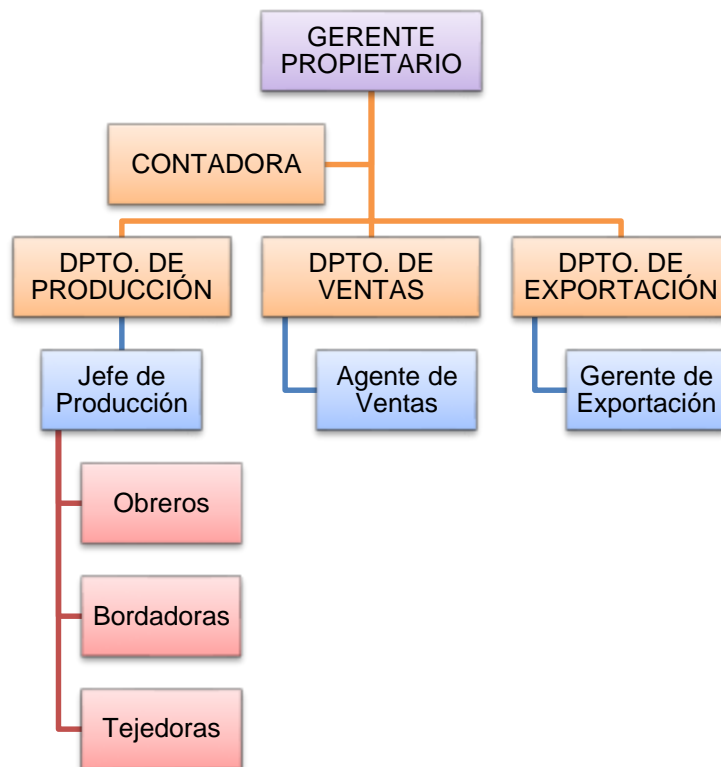 GERENTE
PROPIETARIO
CONTADORA
DPTO. DE
PRODUCCIÓN
DPTO. DE
VENTAS
DPTO. DE
EXPORTACIÓN
Jefe de
Producción
Agente de
Ventas
Gerente de
Exportación
Obreros
Bordadoras
Tejedoras